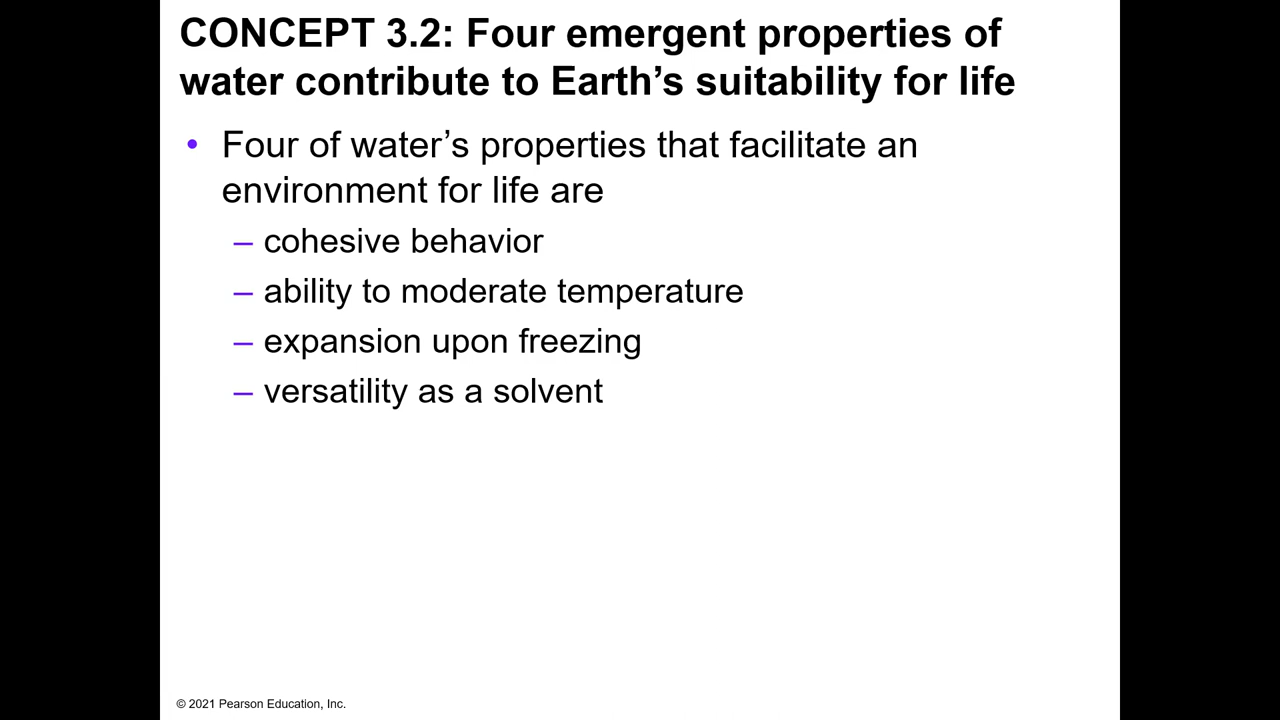 CONCEPT 3.2: Four emergent properties of
water contribute to Earth’s suitability for life
• Four of water’s properties that facilitate an
environment for life are
– cohesive behavior
– ability to moderate temperature
– expansion upon freezing
– versatility as a solvent
© 2021 Pearson Education, Inc.